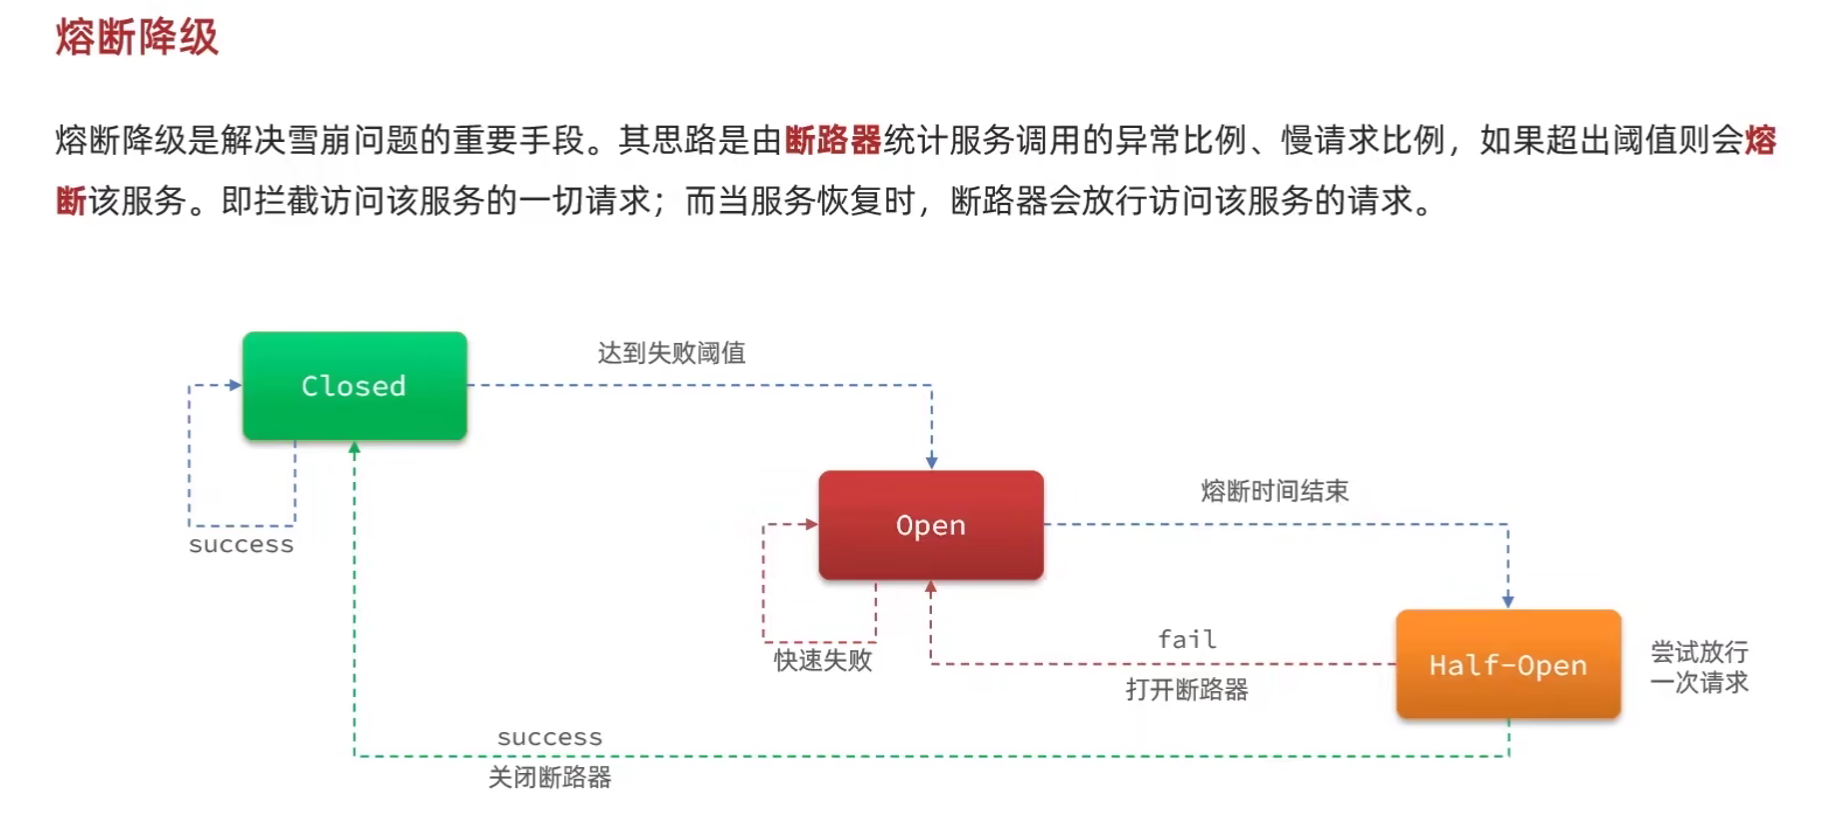 熔断降级
熔断降级是解决雪崩问题的重要手段。其思路是由断路器统计服务调用的异常比例、慢请求比例，如果超出阈值则会熔
断该服务。即拦截访问该服务的一切请求；而当服务恢复时，断路器会放行访问该服务的请求。
达到失败阈值
Closed
熔断时间结束
Open
success
fail
尝试放行
快速失败
Half-Open
一次请求
打开断路器
success
关闭断路器